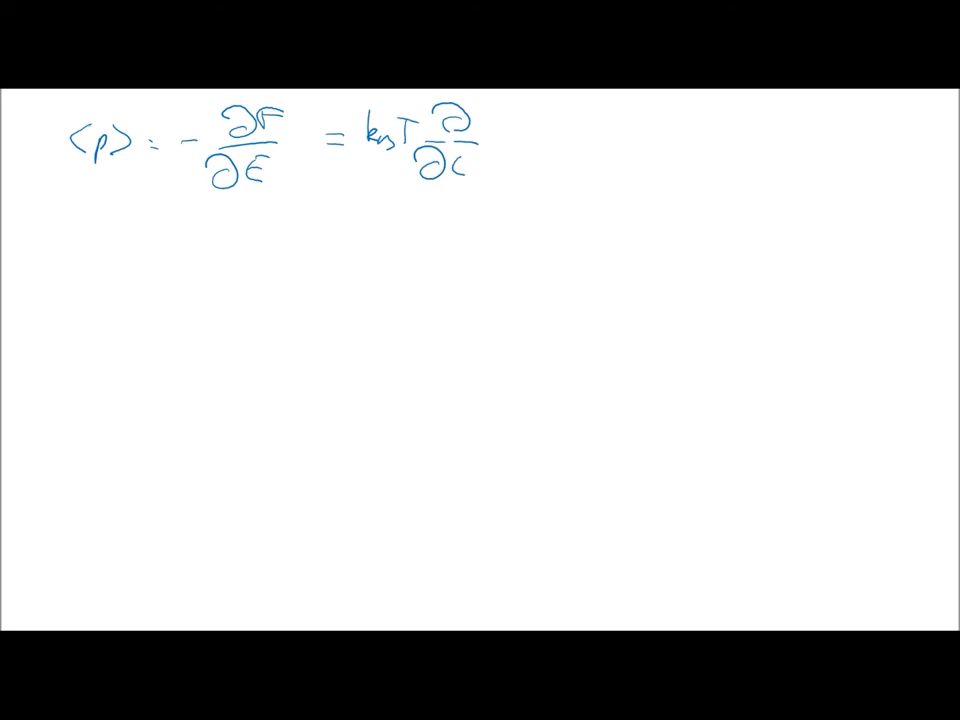 <p> = - ∂F/∂E = k_B T ∂/∂